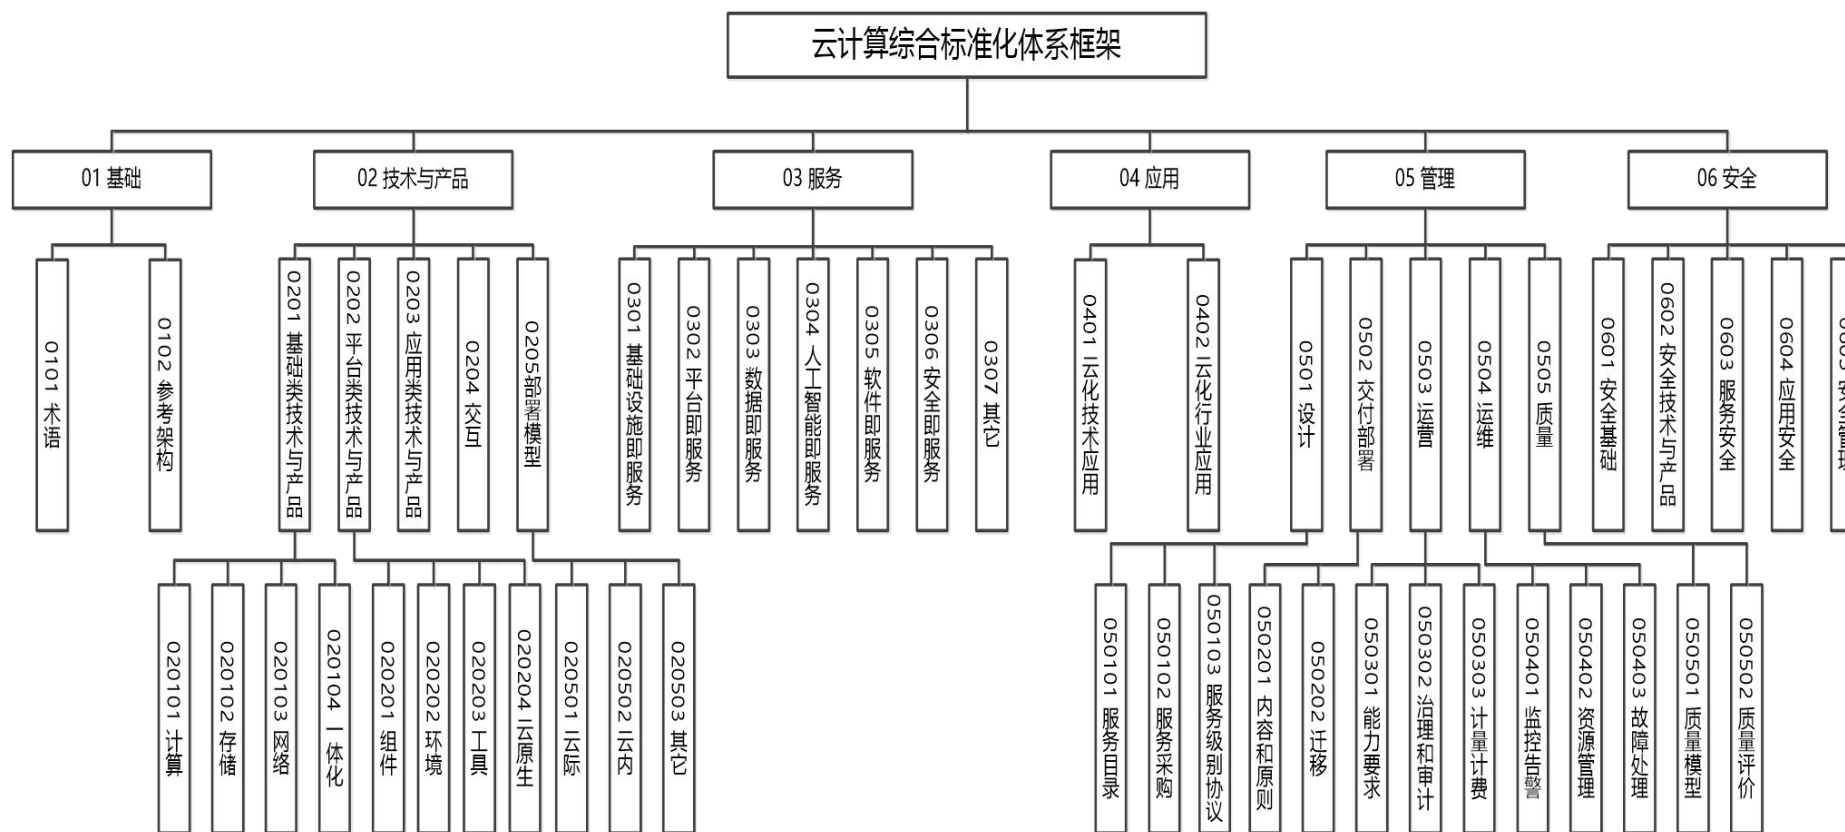 云计算综合标准化体系框架
01 基础
02 技术与产品
03 服务
04 应用
05 管理
06 安全
0101 术语
0102 参考架构
0201 基础类技术与产品
0202 平台类技术与产品
0203 应用类技术与产品
0204 交互
0205部署模型
0301 基础设施即服务
0302 平台即服务
0303 数据即服务
0304 人工智能即服务
0305 软件即服务
0306 安全即服务
0307 其它
0401 云化技术应用
0402 云化行业应用
0501 设计
0502 交付部署
0503 运营
0504 运维
0505 质量
0601 安全基础
0602 安全技术与产品
0603 服务安全
0604 应用安全
020101 计算
020102 存储
020103 网络
020104 一体化
020201 组件
020202 环境
020203 工具
020204 云原生
020501 云际
020502 云内
020503 其它
050101 服务目录
050102 服务采购
050103 服务级别协议
050201 内容和原则
050202 迁移
050301 能力要求
050302 治理和审计
050303 计量计费
050401 监控告警
050402 资源管理
050403 故障处理
050501 质量模型
050502 质量评价